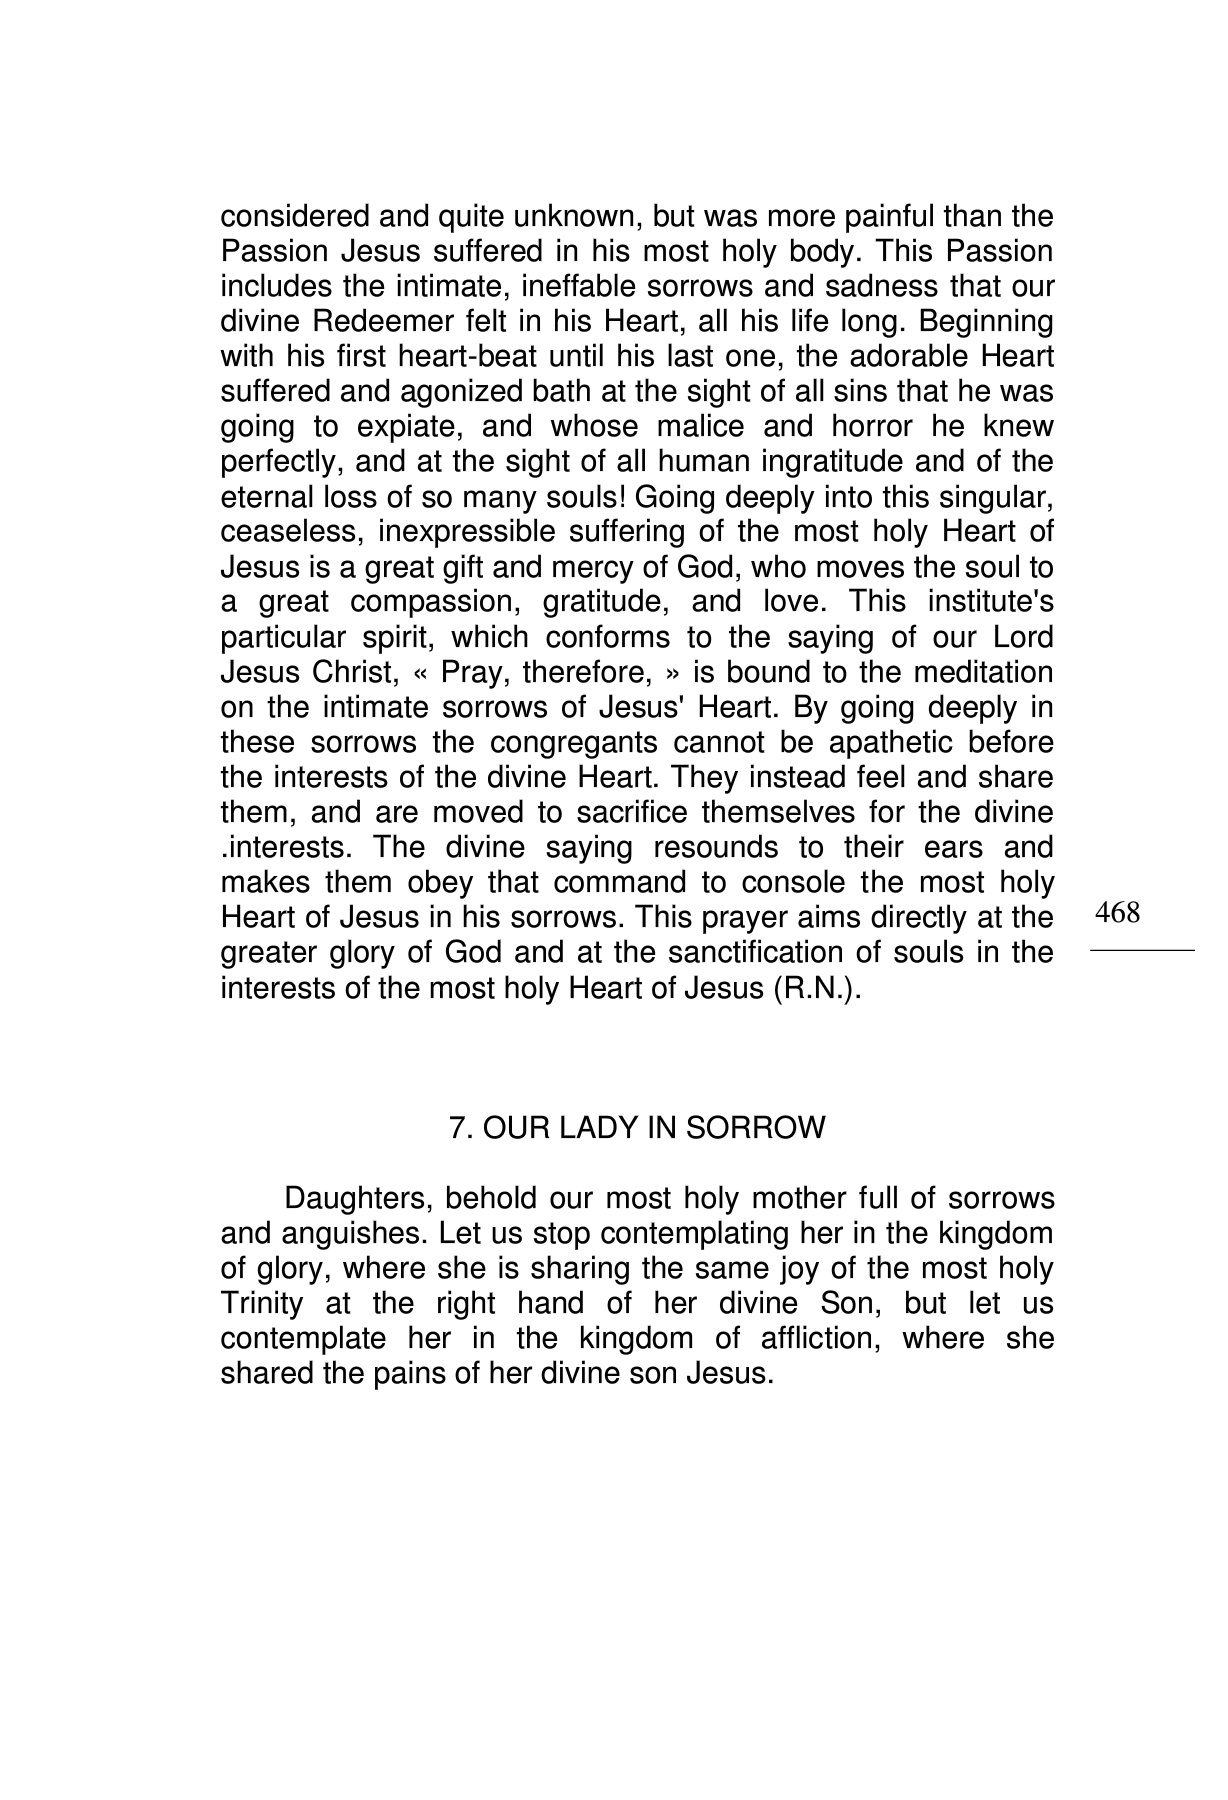 considered and quite unknown, but was more painful than the
Passion Jesus suffered in his most holy body. This Passion
includes the intimate, ineffable sorrows and sadness that our
divine Redeemer felt in his Heart, all his life long. Beginning
with his first heart-beat until his last one, the adorable Heart
suffered and agonized bath at the sight of all sins that he was
going to expiate, and whose malice and horror he knew
perfectly, and at the sight of all human ingratitude and of the
eternal loss of so many souls! Going deeply into this singular,
ceaseless, inexpressible suffering of the most holy Heart of
Jesus is a great gift and mercy of God, who moves the soul to
a great compassion, gratitude, and love. This institute's
particular spirit, which conforms to the saying of our Lord
Jesus Christ, « Pray, therefore, » is bound to the meditation
on the intimate sorrows of Jesus' Heart. By going deeply in
these sorrows the congregants cannot be apathetic before
the interests of the divine Heart. They instead feel and share
them, and are moved to sacrifice themselves for the divine
.interests. The divine saying resounds to their ears and
makes them obey that command to console the most holy
Heart of Jesus in his sorrows. This prayer aims directly at the
greater glory of God and at the sanctification of souls in the
interests of the most holy Heart of Jesus (R.N.).
468
7. OUR LADY IN SORROW
Daughters, behold our most holy mother full of sorrows
and anguishes. Let us stop contemplating her in the kingdom
of glory, where she is sharing the same joy of the most holy
Trinity at the right hand of her divine Son, but let us
contemplate her in the kingdom of affliction, where she
shared the pains of her divine son Jesus.